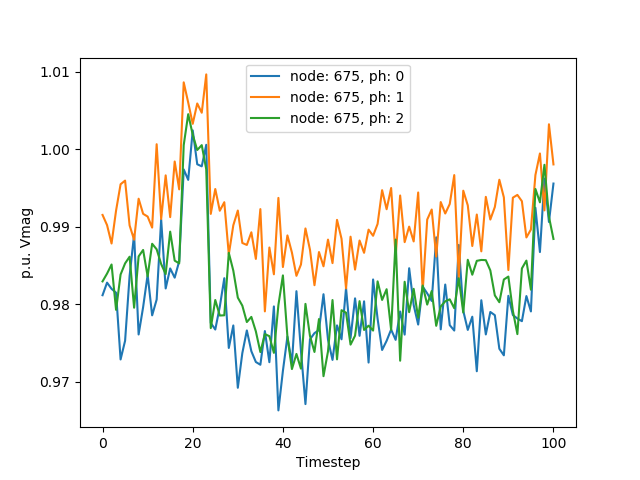 node: 675, ph: 0
node: 675, ph: 1
node: 675, ph: 2
1.01
1.00
0.99
0.98
0.97
p.u. Vmag
0 20 40 60 80 100
Timestep